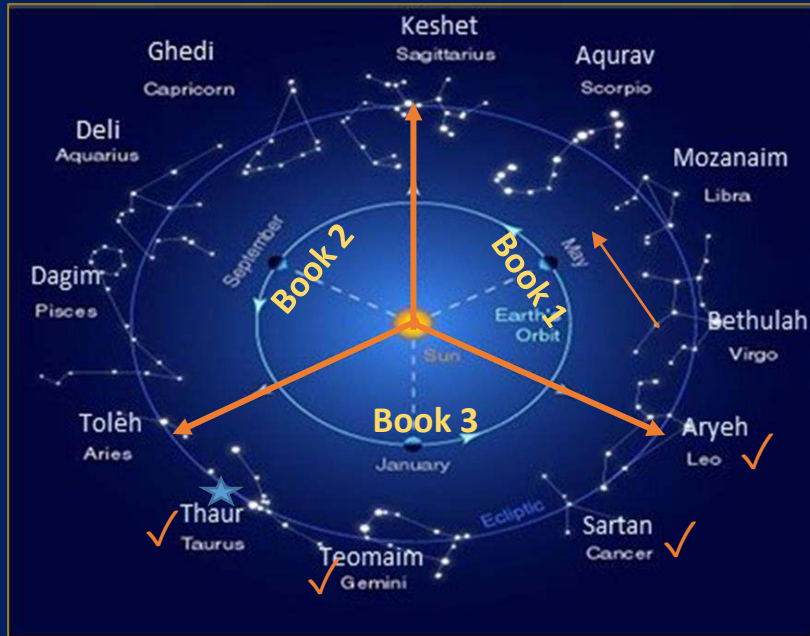 Keshet
Sagittarius
Ghedi
Capricorn
Aqurav
Scorpio
Deli
Aquarius
Mozanaim
Libra
September
Book 2
May
Book 1
Dagim
Pisces
Earth's
Orbit
Bethulah
Virgo
Sun
Toleh
Aries
Book 3
January
Aryeh
Leo
Thaur
Taurus
Ecliptic
Sartan
Cancer
Teomaim
Gemini